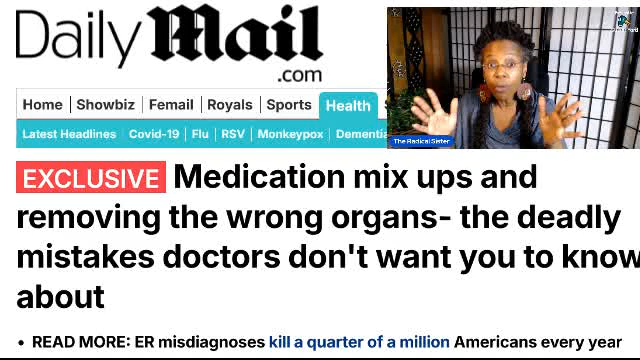 Daily Mail
.com
Home Showbiz Femail Royals Sports Health
Latest Headlines Covid-19 Flu RSV Monkeypox Dementia
The Radical Sister
EXCLUSIVE Medication mix ups and
removing the wrong organs- the deadly
mistakes doctors don't want you to know
about
• READ MORE: ER misdiagnoses kill a quarter of a million Americans every year